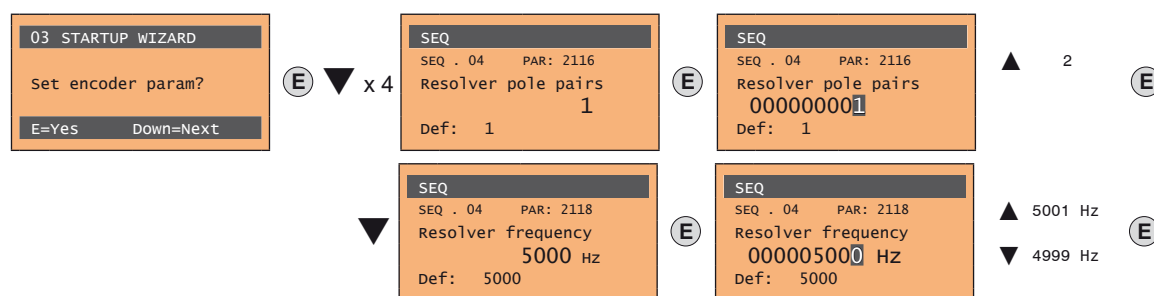 03 STARTUP WIZARD
Set encoder param?
E=Yes Down=Next
E
x 4
SEQ
SEQ . 04 PAR: 2116
Resolver pole pairs
1
Def: 1
E
SEQ
SEQ . 04 PAR: 2116
Resolver pole pairs
000000001
Def: 1
2
E
SEQ
SEQ . 04 PAR: 2118
Resolver frequency
5000 Hz
Def: 5000
E
SEQ
SEQ . 04 PAR: 2118
Resolver frequency
000005000 Hz
Def: 5000
5001 Hz
4999 Hz
E